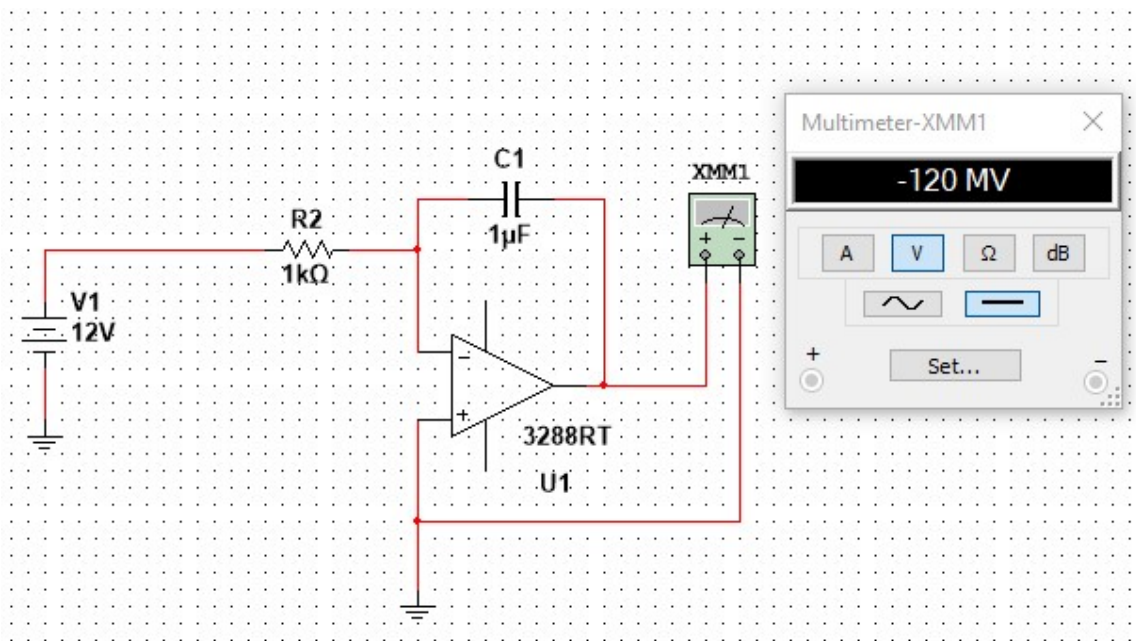 Multimeter-XMM1
-120 MV
A V Ω dB
Set...
+ −
C1
1µF
XMM1
+ −
R2
1kΩ
V1
12V
−
+
3288RT
U1